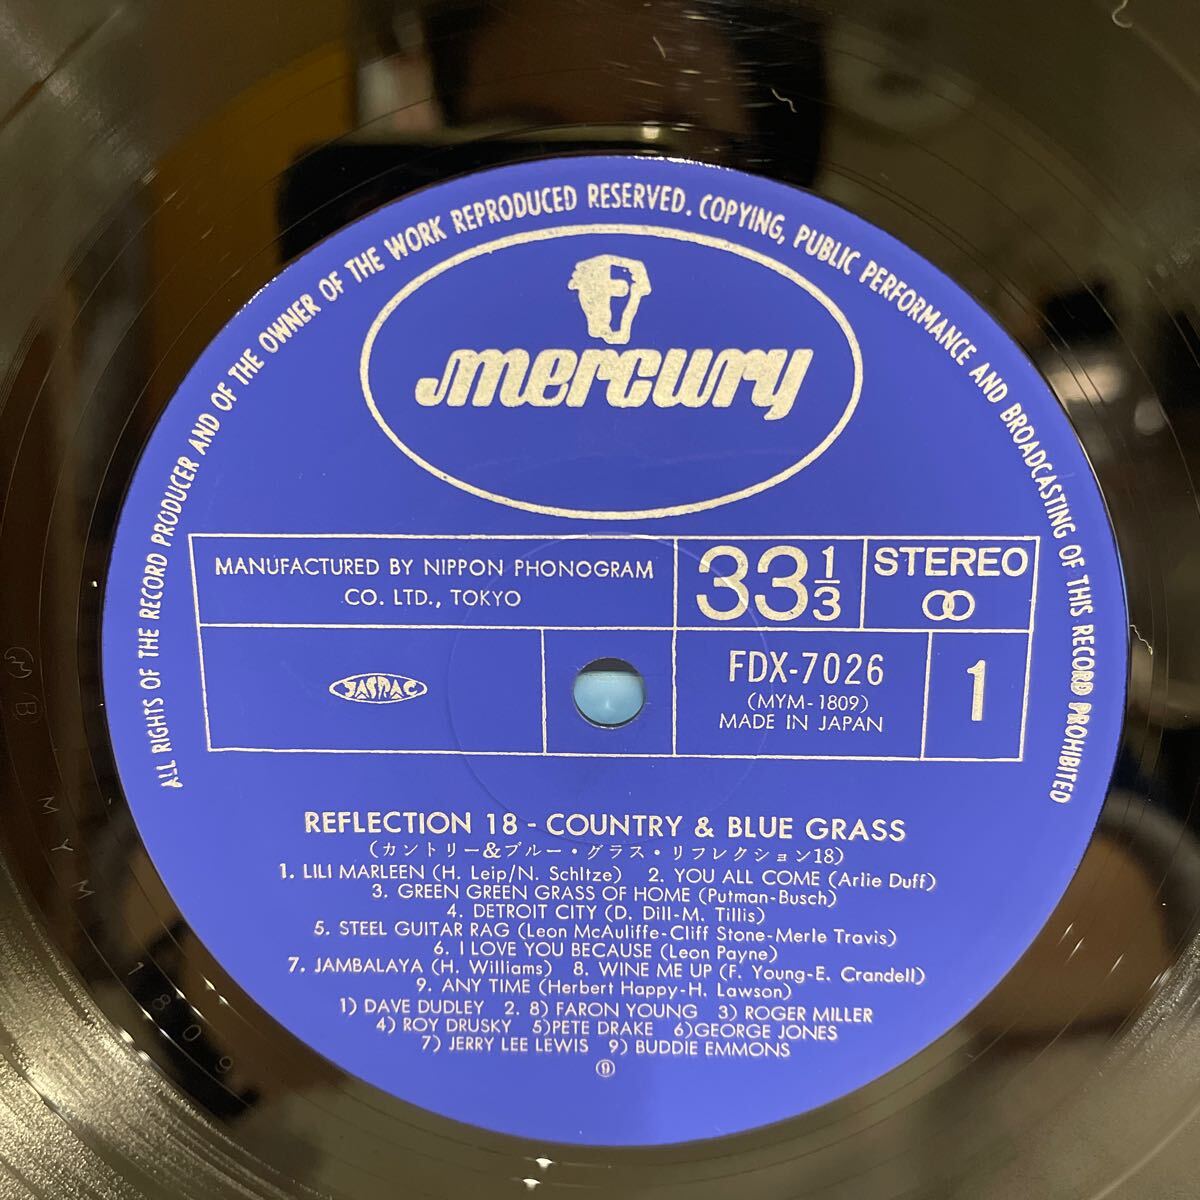 ALL RIGHTS OF THE RECORD PRODUCER AND OF THE OWNER OF THE WORK REPRODUCED RESERVED. COPYING, PUBLIC PERFORMANCE AND BROADCASTING OF THIS RECORD PROHIBITED
mercury
MANUFACTURED BY NIPPON PHONOGRAM
CO. LTD., TOKYO
33 1/3
STEREO
JASRAC
FDX-7026
(MYM-1809)
MADE IN JAPAN
1
REFLECTION 18 - COUNTRY & BLUE GRASS
(カントリー&ブルー・グラス・リフレクション18)
1. LILI MARLEEN (H. Leip/N. Schltze) 2. YOU ALL COME (Arlie Duff)
3. GREEN GREEN GRASS OF HOME (Putman-Busch)
4. DETROIT CITY (D. Dill-M. Tillis)
5. STEEL GUITAR RAG (Leon McAuliffe-Cliff Stone-Merle Travis)
6. I LOVE YOU BECAUSE (Leon Payne)
7. JAMBALAYA (H. Williams) 8. WINE ME UP (F. Young-E. Crandell)
9. ANY TIME (Herbert Happy-H. Lawson)
1) DAVE DUDLEY 2. 8) FARON YOUNG 3) ROGER MILLER
4) ROY DRUSKY 5)PETE DRAKE 6)GEORGE JONES
7) JERRY LEE LEWIS 9) BUDDIE EMMONS
⑨
MYM 1809